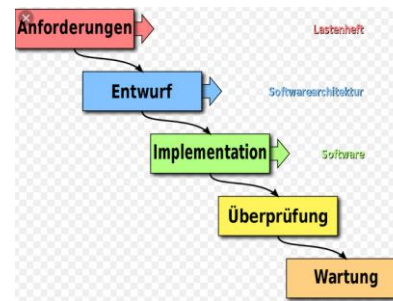 Anforderungen
Lastenheft
Entwurf
Softwarearchitektur
Implementation
Software
Überprüfung
Wartung